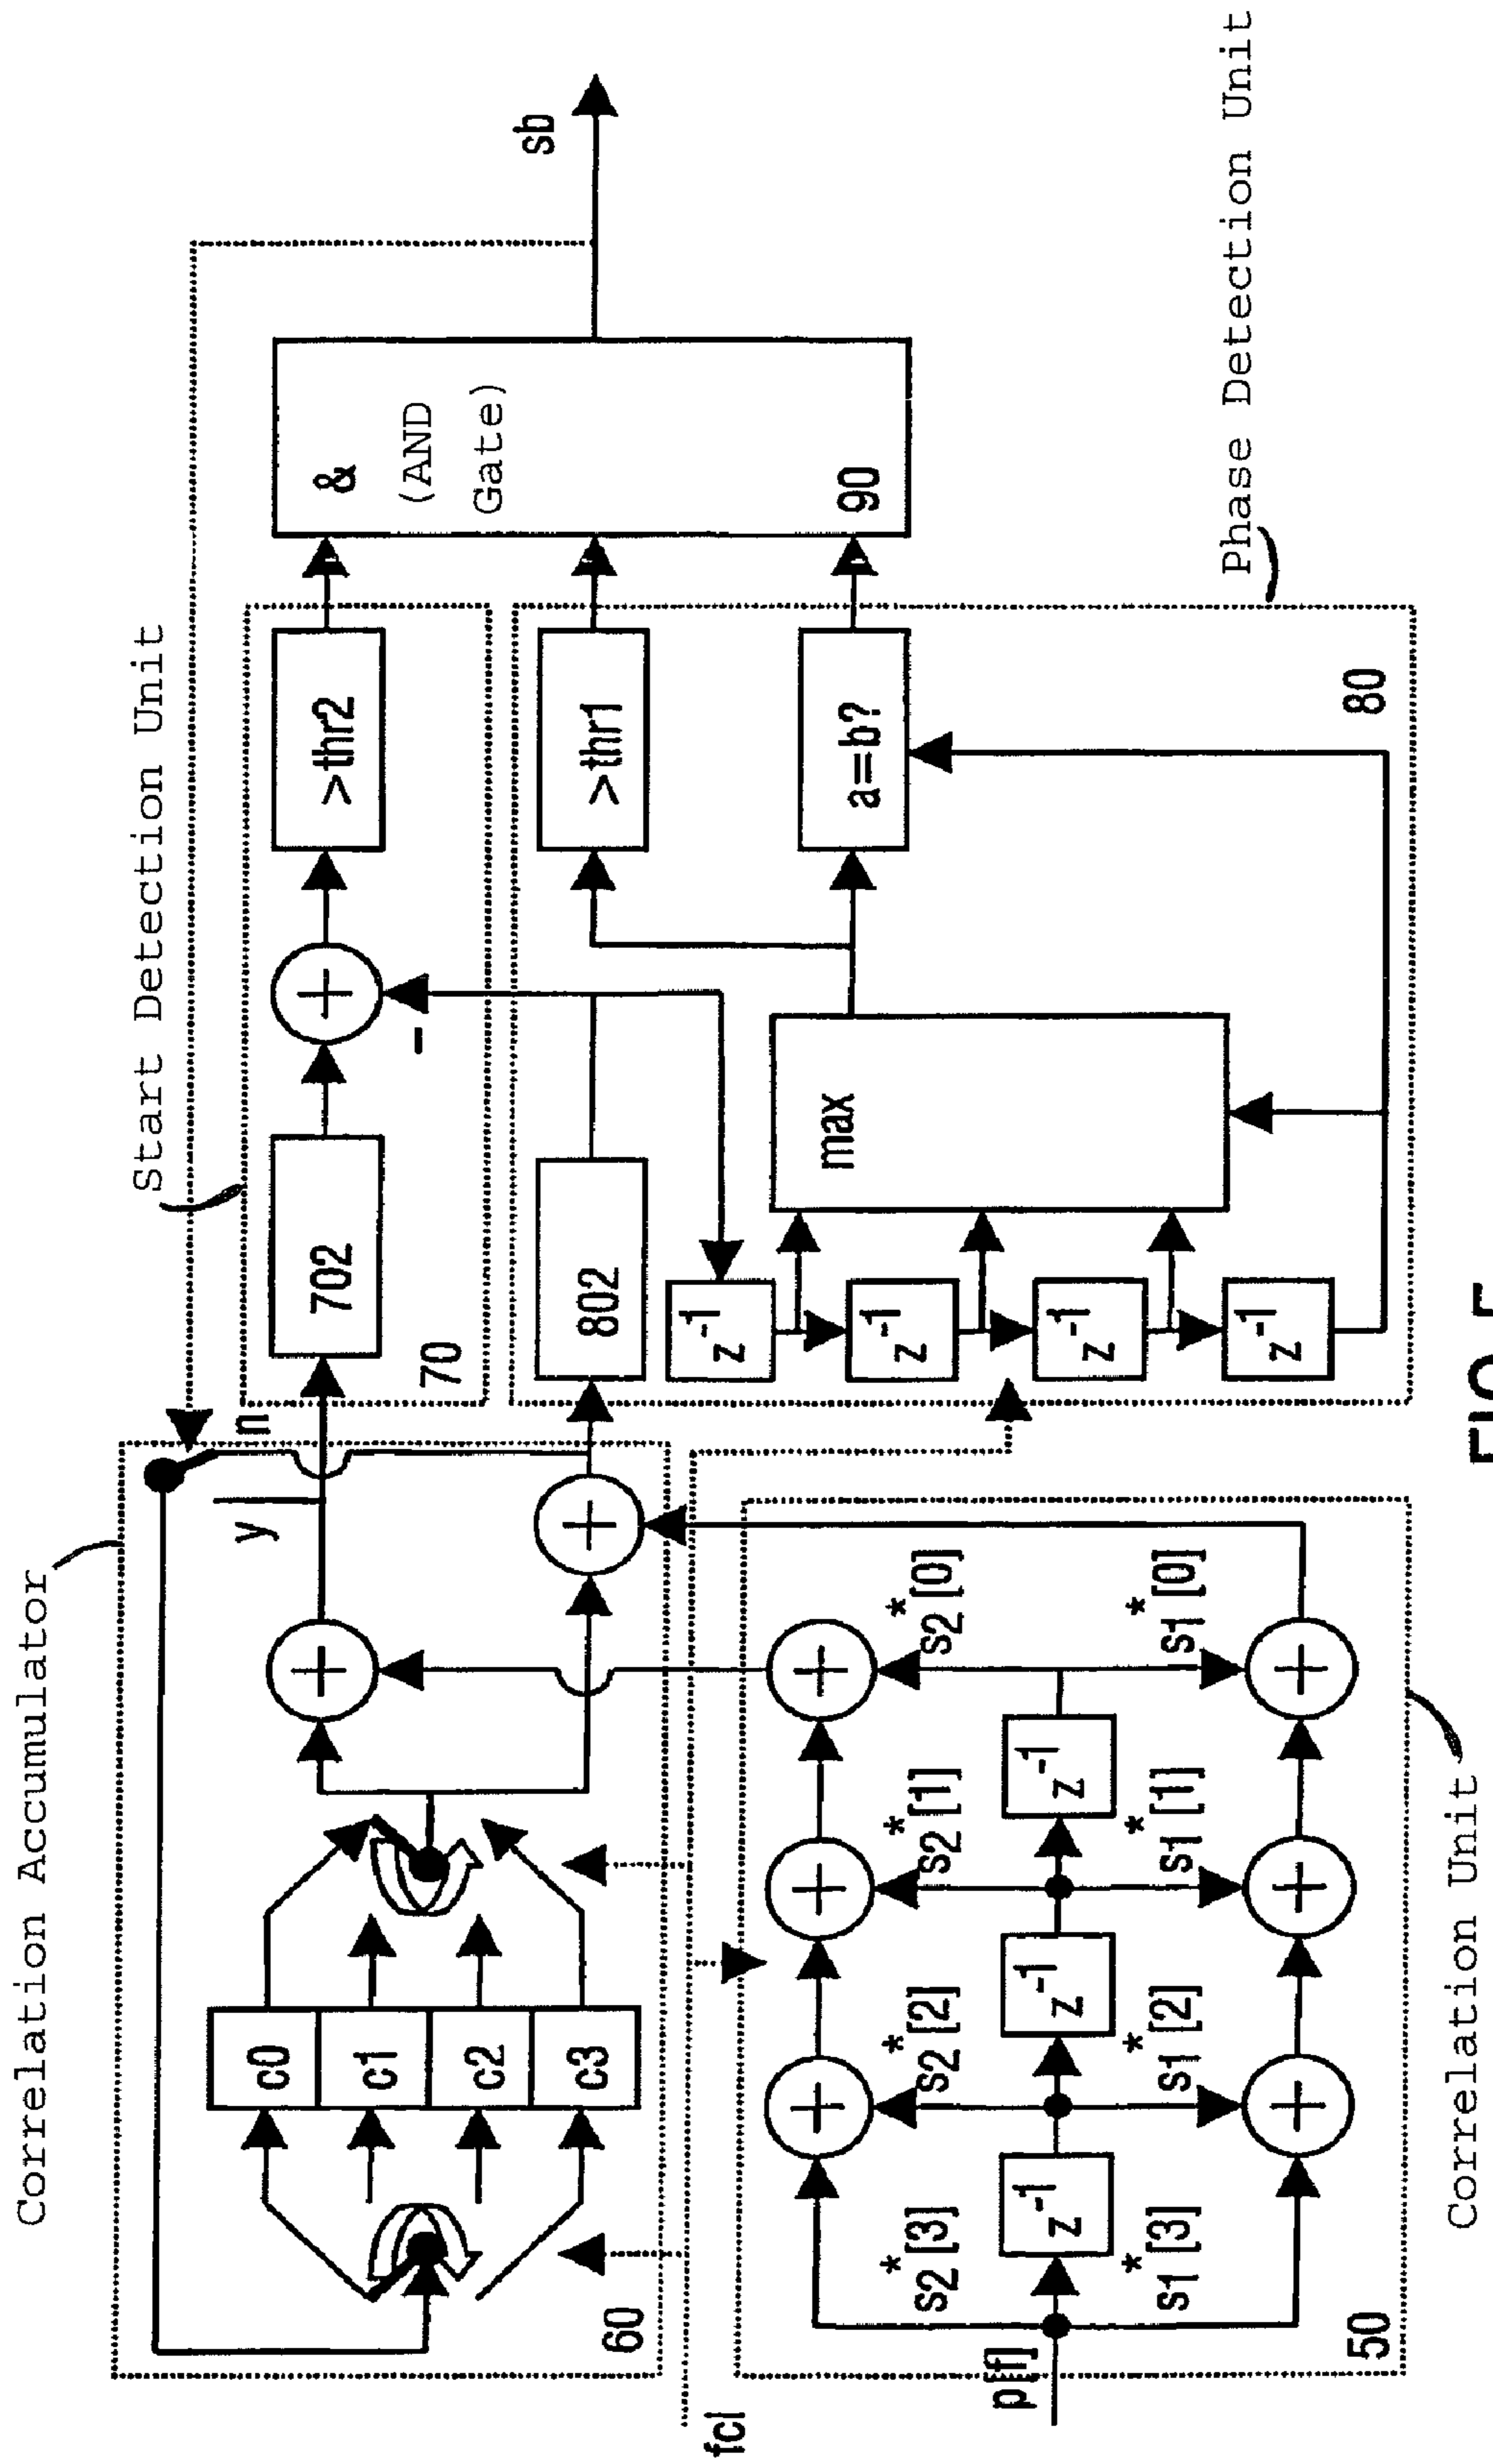 Correlation Accumulator
Start Detection Unit
60
c0
c1
c2
c3
+
+
y
n
70
702
+
-
>thr2
&
(AND
Gate)
90
sb
802
z⁻¹
z⁻¹
z⁻¹
z⁻¹
max
>thr1
a=b?
80
Phase Detection Unit
fcl
p[f]
50
s2*[3]
s2*[2]
s2*[1]
s2*[0]
+
+
+
z⁻¹
z⁻¹
z⁻¹
s1*[3]
s1*[2]
s1*[1]
s1*[0]
+
+
+
Correlation Unit